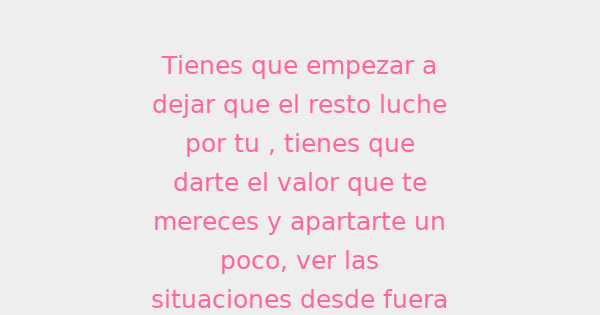 Tienes que empezar a
dejar que el resto luche
por tu , tienes que
darte el valor que te
mereces y apartarte un
poco, ver las
situaciones desde fuera